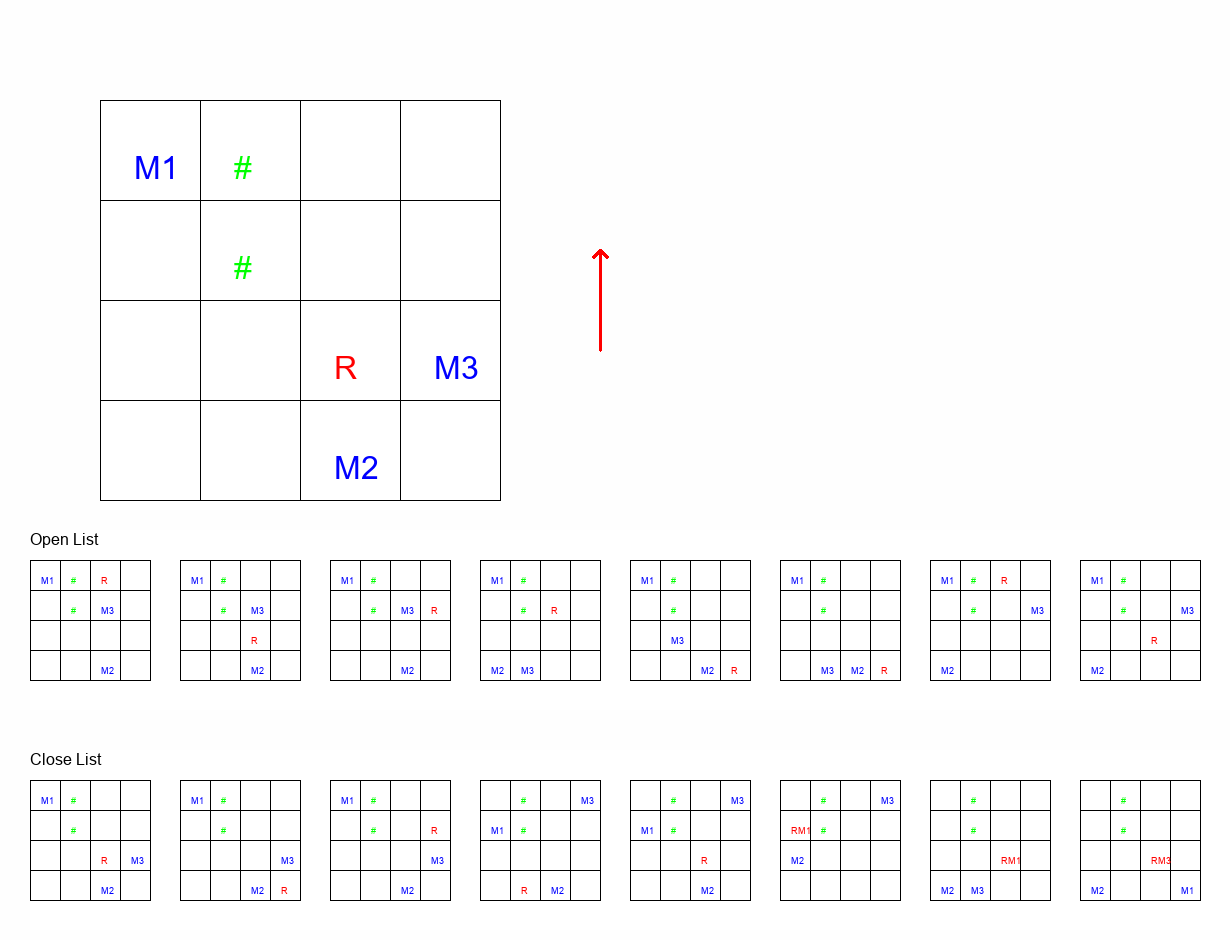 M1 #
#
R M3
M2
Open List
M1 # R M1 # M1 # M1 # M1 # M1 # M1 # R M1 #
# M3 # M3 # M3 R # R # # # M3 # M3
R M3 R
M2 M2 M2 M2 M3 M2 R M3 M2 R M2 M2
Close List
M1 # M1 # M1 # # M3 # M3 # M3 # #
# # # R M1 # M1 # RM1 # # #
R M3 M3 M3 R M2 RM1 RM3
M2 M2 R M2 R M2 M2 M2 M3 M2 M1